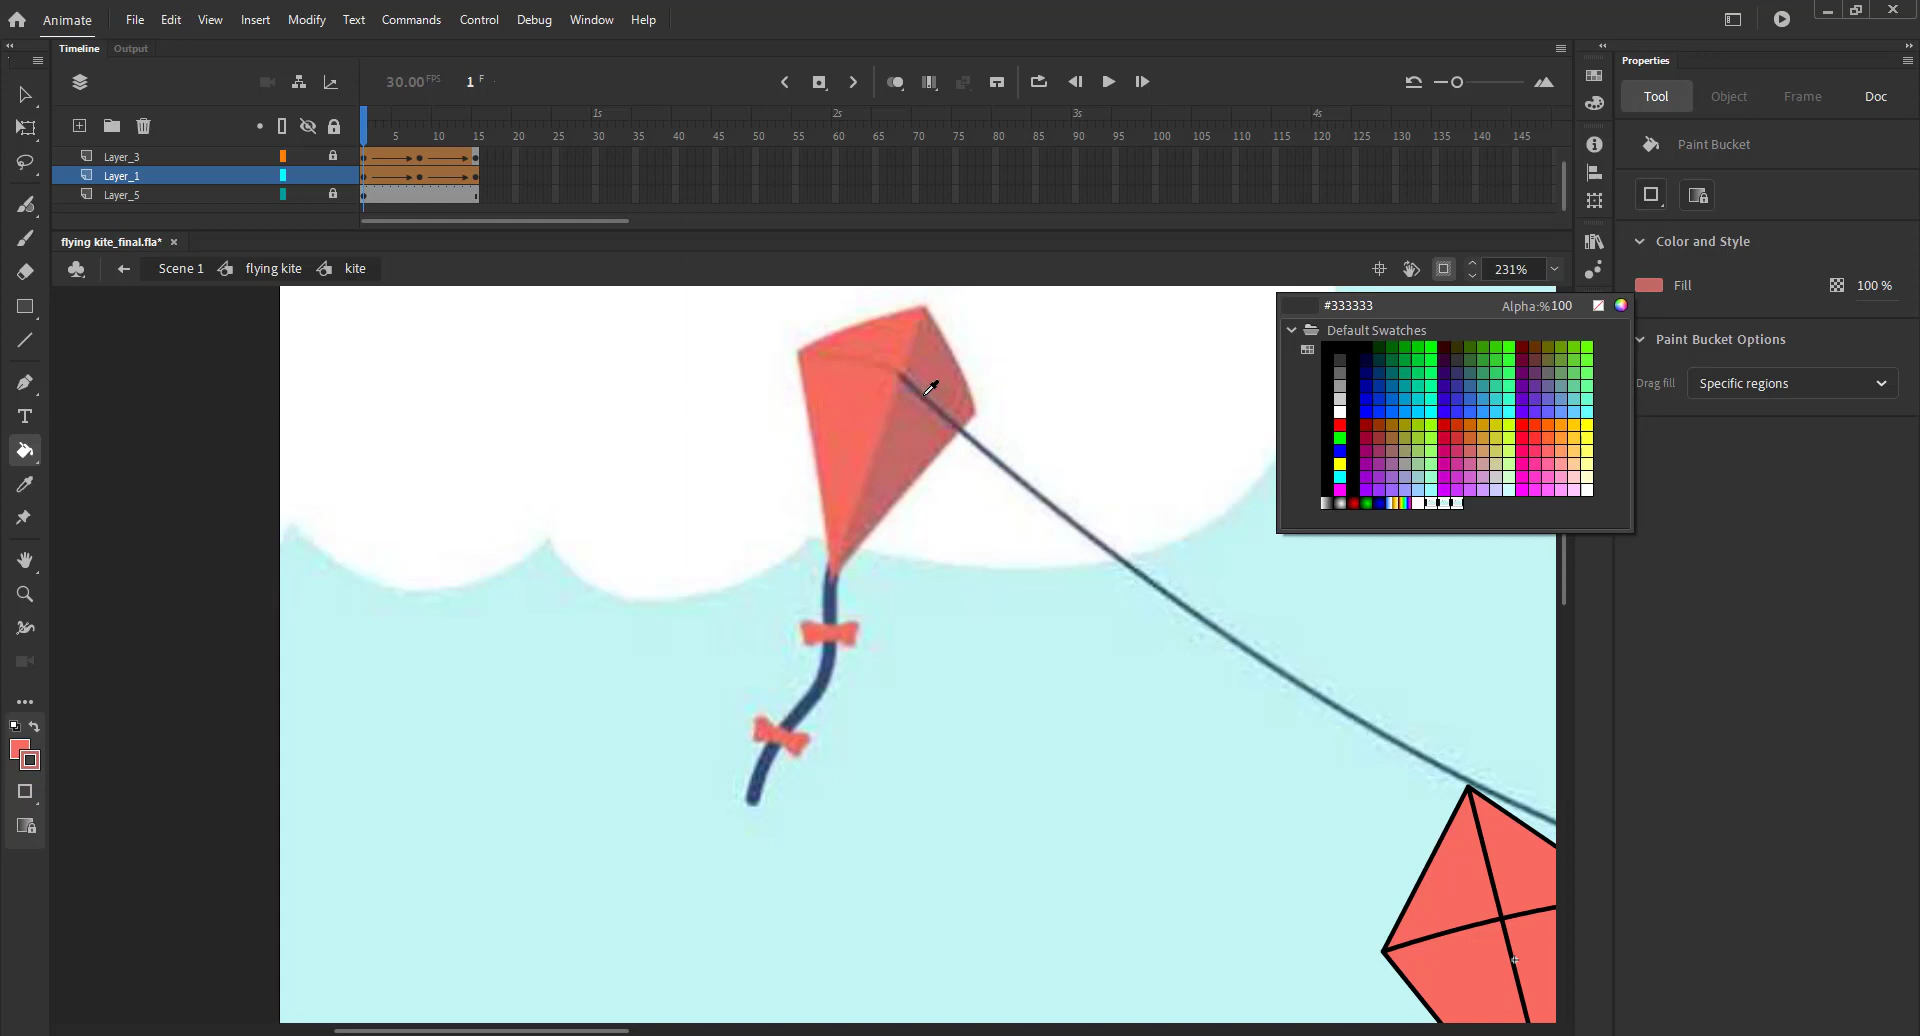 Animate File Edit View Insert Modify Text Commands Control Debug Window Help
Timeline Output
Properties
30.00 FPS 1 F
Tool Object Frame Doc
1s 2s 3s 4s
5 10 15 20 25 30 35 40 45 50 55 60 65 70 75 80 85 90 95 100 105 110 115 120 125 130 135 140 145
Paint Bucket
Layer_3
Layer_1
Layer_5
flying kite_final.fla*
Color and Style
Scene 1 flying kite kite 231%
Fill 100 %
#333333 Alpha:%100
Default Swatches
Paint Bucket Options
Drag fill Specific regions